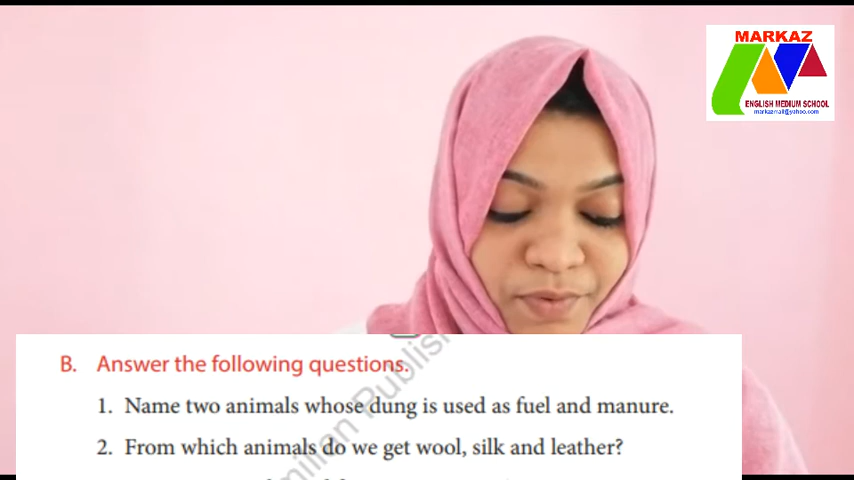 MARKAZ
ENGLISH MEDIUM SCHOOL
markazmail@yahoo.com
B. Answer the following questions.
1. Name two animals whose dung is used as fuel and manure.
2. From which animals do we get wool, silk and leather?